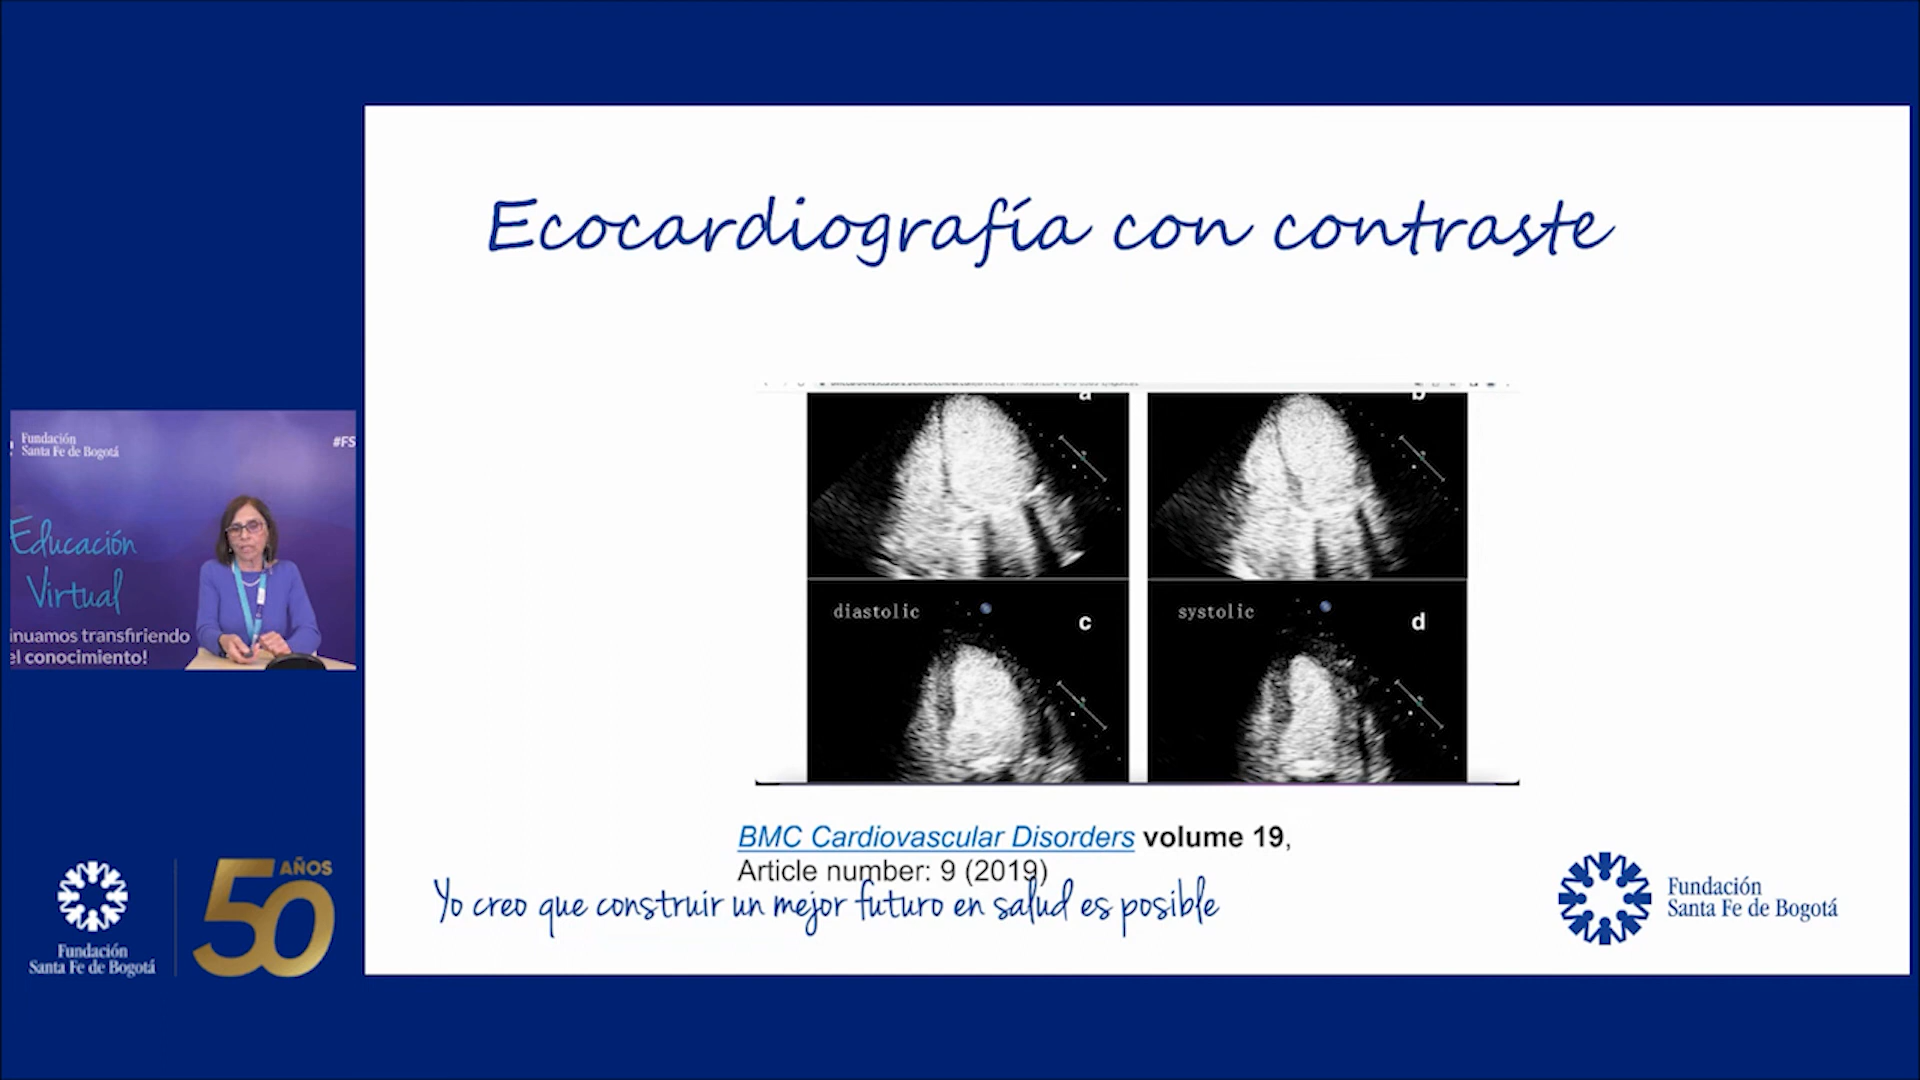 Ecocardiografía con contraste
a
b
diastolic
c
systolic
d
BMC Cardiovascular Disorders volume 19,
Article number: 9 (2019)
Yo creo que construir un mejor futuro en salud es posible
Fundación
Santa Fe de Bogotá
Fundación
Santa Fe de Bogotá
#FS
Educación
Virtual
inuamos transfiriendo
el conocimiento!
Fundación
Santa Fe de Bogotá
50 AÑOS